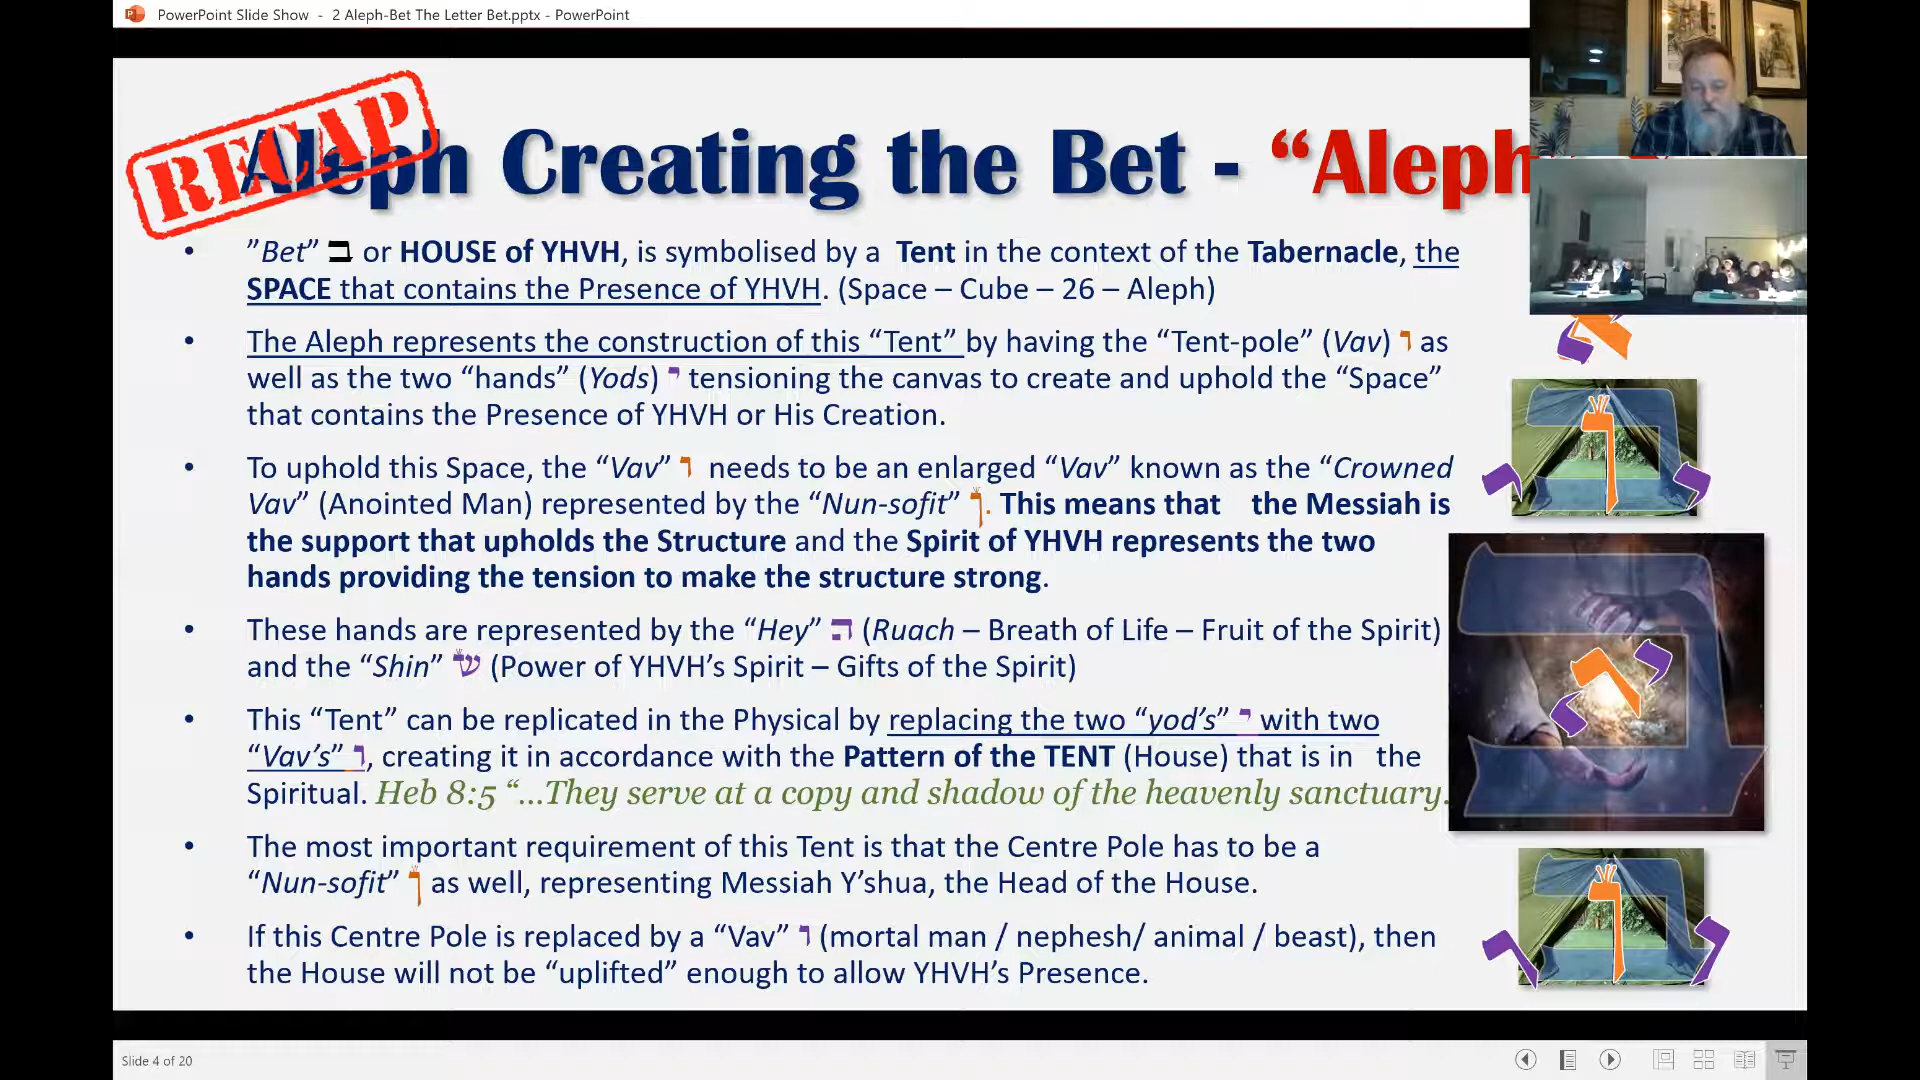 PowerPoint Slide Show - 2 Aleph-Bet The Letter Bet.pptx - PowerPoint
RECAP
Aleph Creating the Bet - “Aleph
• ”Bet” ב or HOUSE of YHVH, is symbolised by a Tent in the context of the Tabernacle, the
SPACE that contains the Presence of YHVH. (Space – Cube – 26 – Aleph)
• The Aleph represents the construction of this “Tent” by having the “Tent-pole” (Vav) ו as
well as the two “hands” (Yods) י tensioning the canvas to create and uphold the “Space”
that contains the Presence of YHVH or His Creation.
• To uphold this Space, the “Vav” ו needs to be an enlarged “Vav” known as the “Crowned
Vav” (Anointed Man) represented by the “Nun-sofit” ן. This means that the Messiah is
the support that upholds the Structure and the Spirit of YHVH represents the two
hands providing the tension to make the structure strong.
• These hands are represented by the “Hey” ה (Ruach – Breath of Life – Fruit of the Spirit)
and the “Shin” ש (Power of YHVH’s Spirit – Gifts of the Spirit)
• This “Tent” can be replicated in the Physical by replacing the two “yod’s” י with two
“Vav’s” ו, creating it in accordance with the Pattern of the TENT (House) that is in the
Spiritual. Heb 8:5 “...They serve at a copy and shadow of the heavenly sanctuary.
• The most important requirement of this Tent is that the Centre Pole has to be a
“Nun-sofit” ן as well, representing Messiah Y’shua, the Head of the House.
• If this Centre Pole is replaced by a “Vav” ו (mortal man / nephesh/ animal / beast), then
the House will not be “uplifted” enough to allow YHVH’s Presence.
Slide 4 of 20